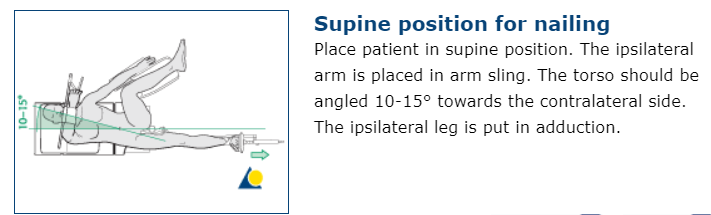 Supine position for nailing
Place patient in supine position. The ipsilateral
arm is placed in arm sling. The torso should be
angled 10-15° towards the contralateral side.
The ipsilateral leg is put in adduction.
10–15°